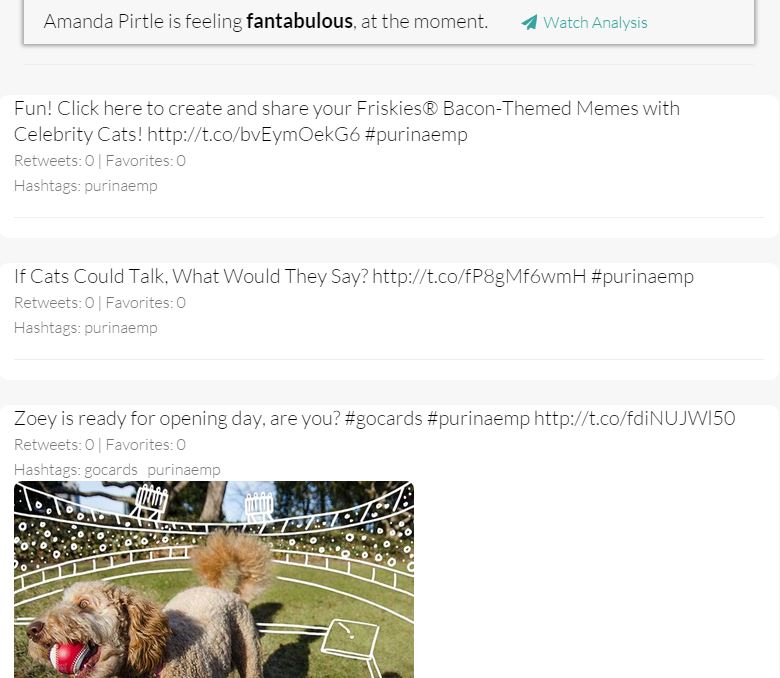 Amanda Pirtle is feeling fantabulous, at the moment. Watch Analysis
Fun! Click here to create and share your Friskies® Bacon-Themed Memes with
Celebrity Cats! http://t.co/bvEymOekG6 #purinaemp
Retweets: 0 | Favorites: 0
Hashtags: purinaemp
If Cats Could Talk, What Would They Say? http://t.co/fP8gMf6wmH #purinaemp
Retweets: 0 | Favorites: 0
Hashtags: purinaemp
Zoey is ready for opening day, are you? #gocards #purinaemp http://t.co/fdiNUJWl50
Retweets: 0 | Favorites: 0
Hashtags: gocards purinaemp